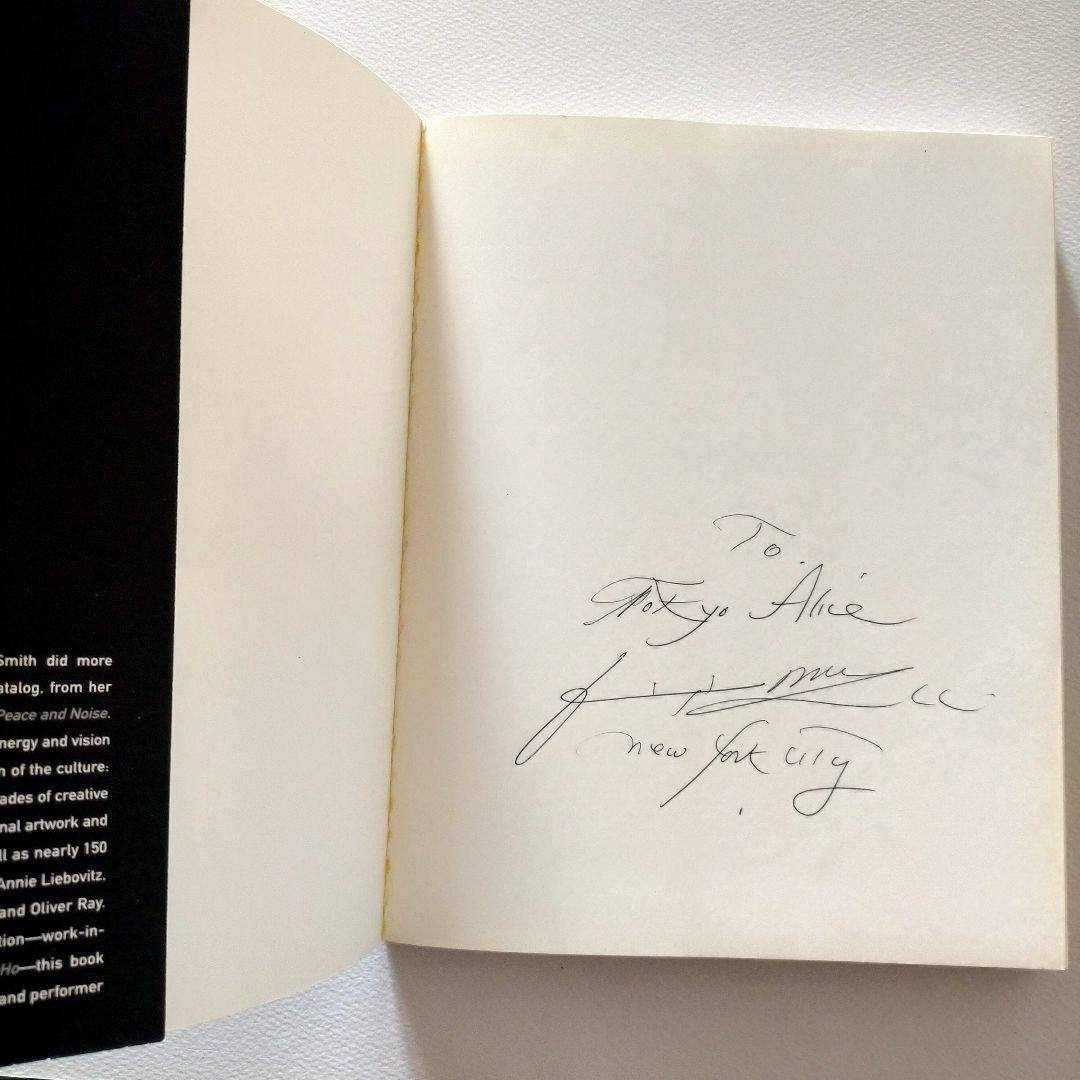 Smith did more
atalog, from her
Peace and Noise.
nergy and vision
n of the culture:
ades of creative
nal artwork and
ll as nearly 150
Annie Liebovitz.
and Oliver Ray.
tion—work-in-
Ho—this book
and performer
To
Tokyo Alice
New York City